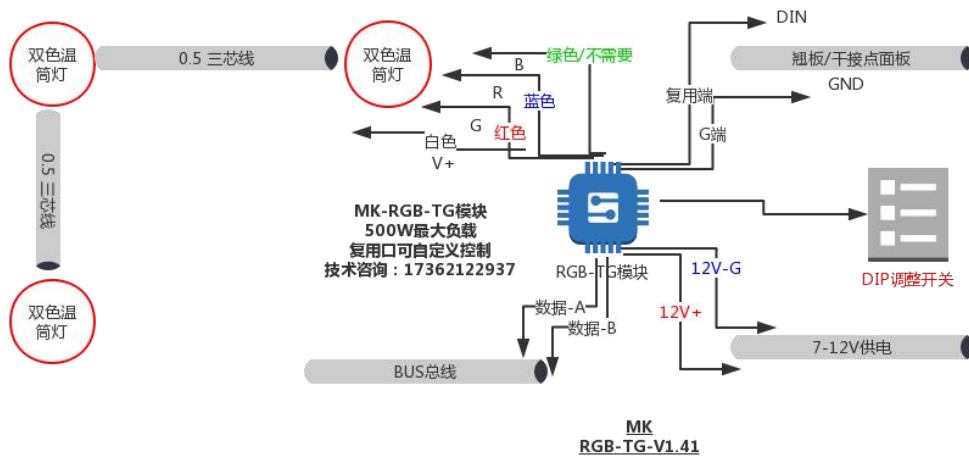 DIN
双色温
筒灯
0.5 三芯线
双色温
筒灯
绿色/不需要
B
蓝色
R
G
红色
白色
V+
复用端
G端
GND
翘板/干接点面板
0.5 三芯线
MK-RGB-TG模块
500W最大负载
复用口可自定义控制
技术咨询：17362122937
RGB-TG模块
12V-G
12V+
DIP调整开关
双色温
筒灯
数据-A
数据-B
7-12V供电
BUS总线
MK
RGB-TG-V1.41